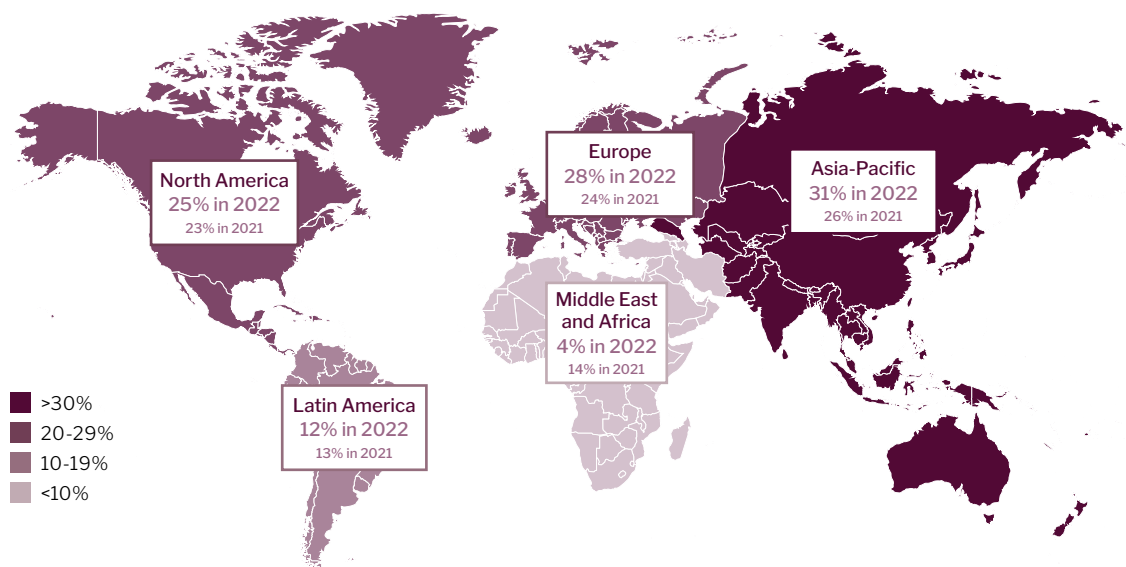 North America
25% in 2022
23% in 2021
Europe
28% in 2022
24% in 2021
Asia-Pacific
31% in 2022
26% in 2021
Middle East
and Africa
4% in 2022
14% in 2021
Latin America
12% in 2022
13% in 2021
>30%
20-29%
10-19%
<10%